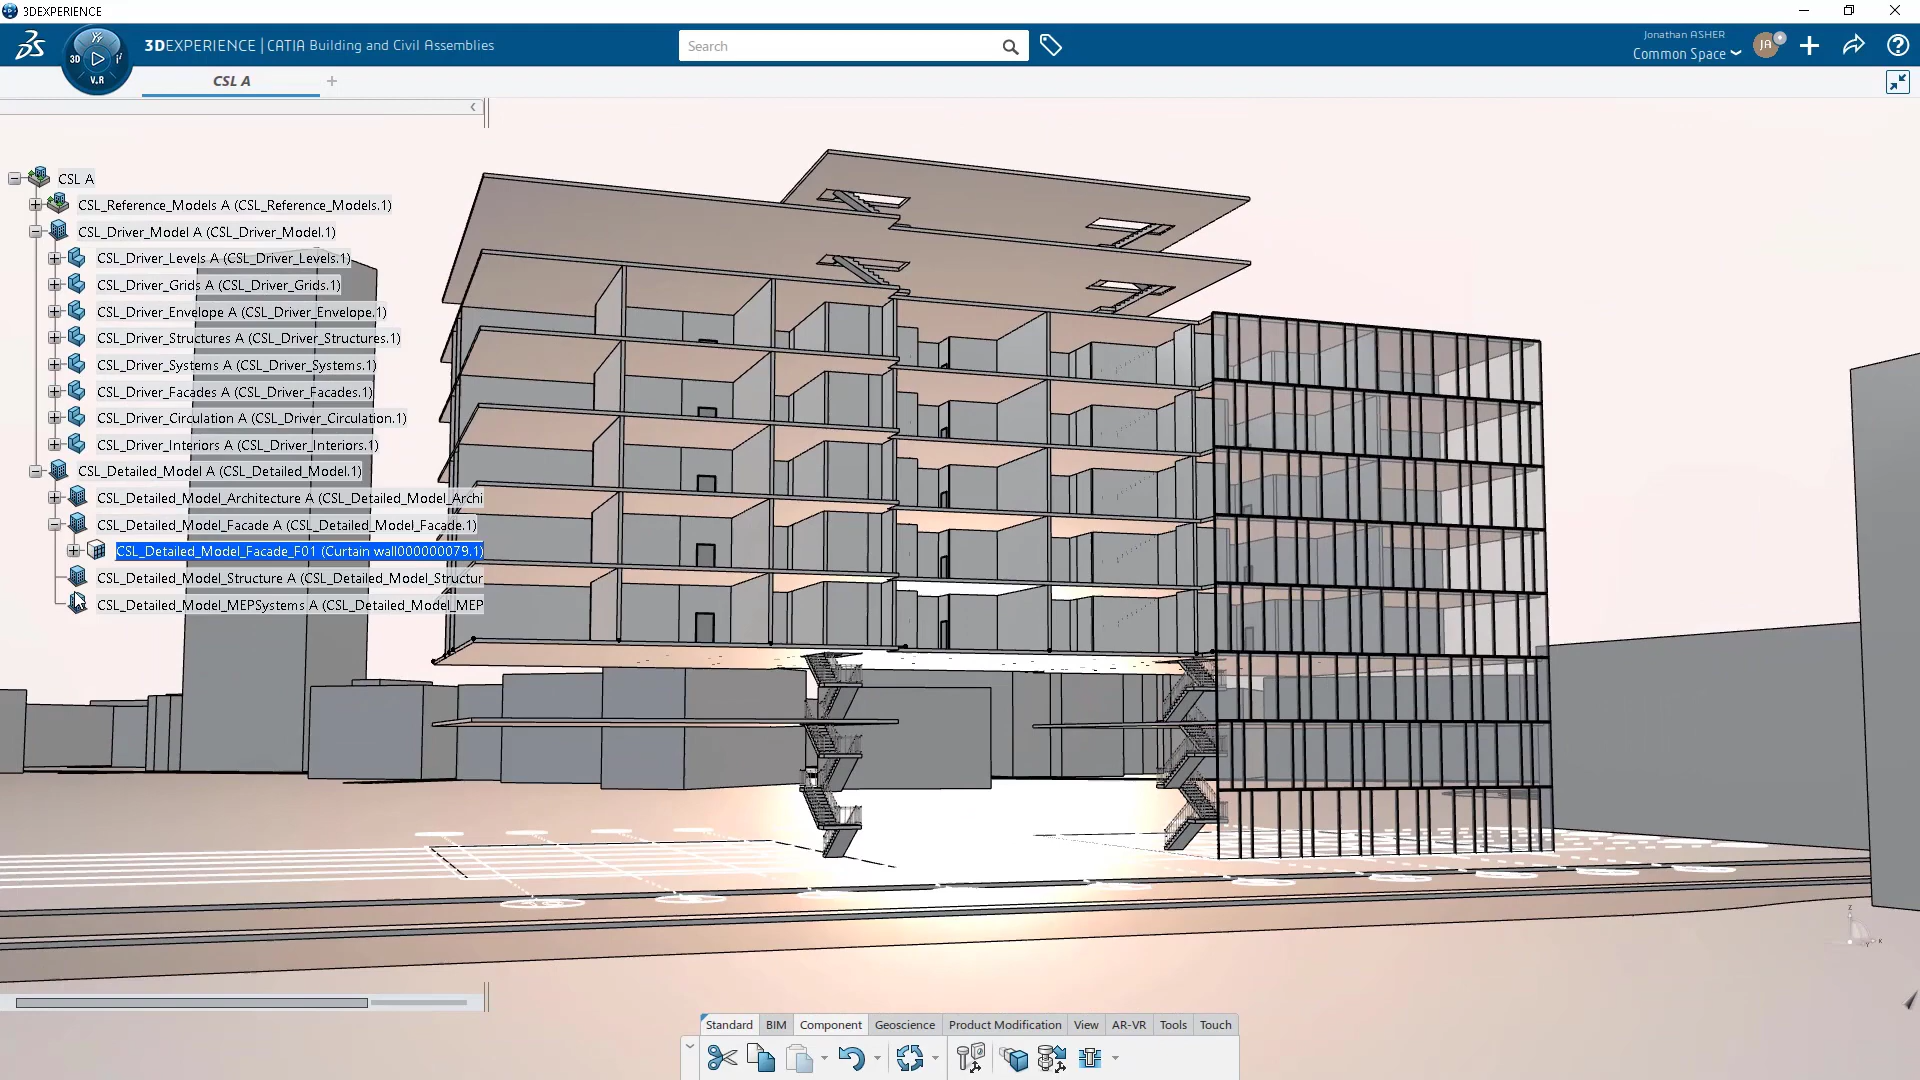 3DEXPERIENCE
3DEXPERIENCE | CATIA Building and Civil Assemblies
Search
Jonathan ASHER
Common Space
JA
3D
V.R
CSL A
CSL A
CSL_Reference_Models A (CSL_Reference_Models.1)
CSL_Driver_Model A (CSL_Driver_Model.1)
CSL_Driver_Levels A (CSL_Driver_Levels.1)
CSL_Driver_Grids A (CSL_Driver_Grids.1)
CSL_Driver_Envelope A (CSL_Driver_Envelope.1)
CSL_Driver_Structures A (CSL_Driver_Structures.1)
CSL_Driver_Systems A (CSL_Driver_Systems.1)
CSL_Driver_Facades A (CSL_Driver_Facades.1)
CSL_Driver_Circulation A (CSL_Driver_Circulation.1)
CSL_Driver_Interiors A (CSL_Driver_Interiors.1)
CSL_Detailed_Model A (CSL_Detailed_Model.1)
CSL_Detailed_Model_Architecture A (CSL_Detailed_Model_Archi
CSL_Detailed_Model_Facade A (CSL_Detailed_Model_Facade.1)
CSL_Detailed_Model_Facade_F01 (Curtain wall000000079.1)
CSL_Detailed_Model_Structure A (CSL_Detailed_Model_Structur
CSL_Detailed_Model_MEPSystems A (CSL_Detailed_Model_MEP
Standard BIM Component Geoscience Product Modification View AR-VR Tools Touch